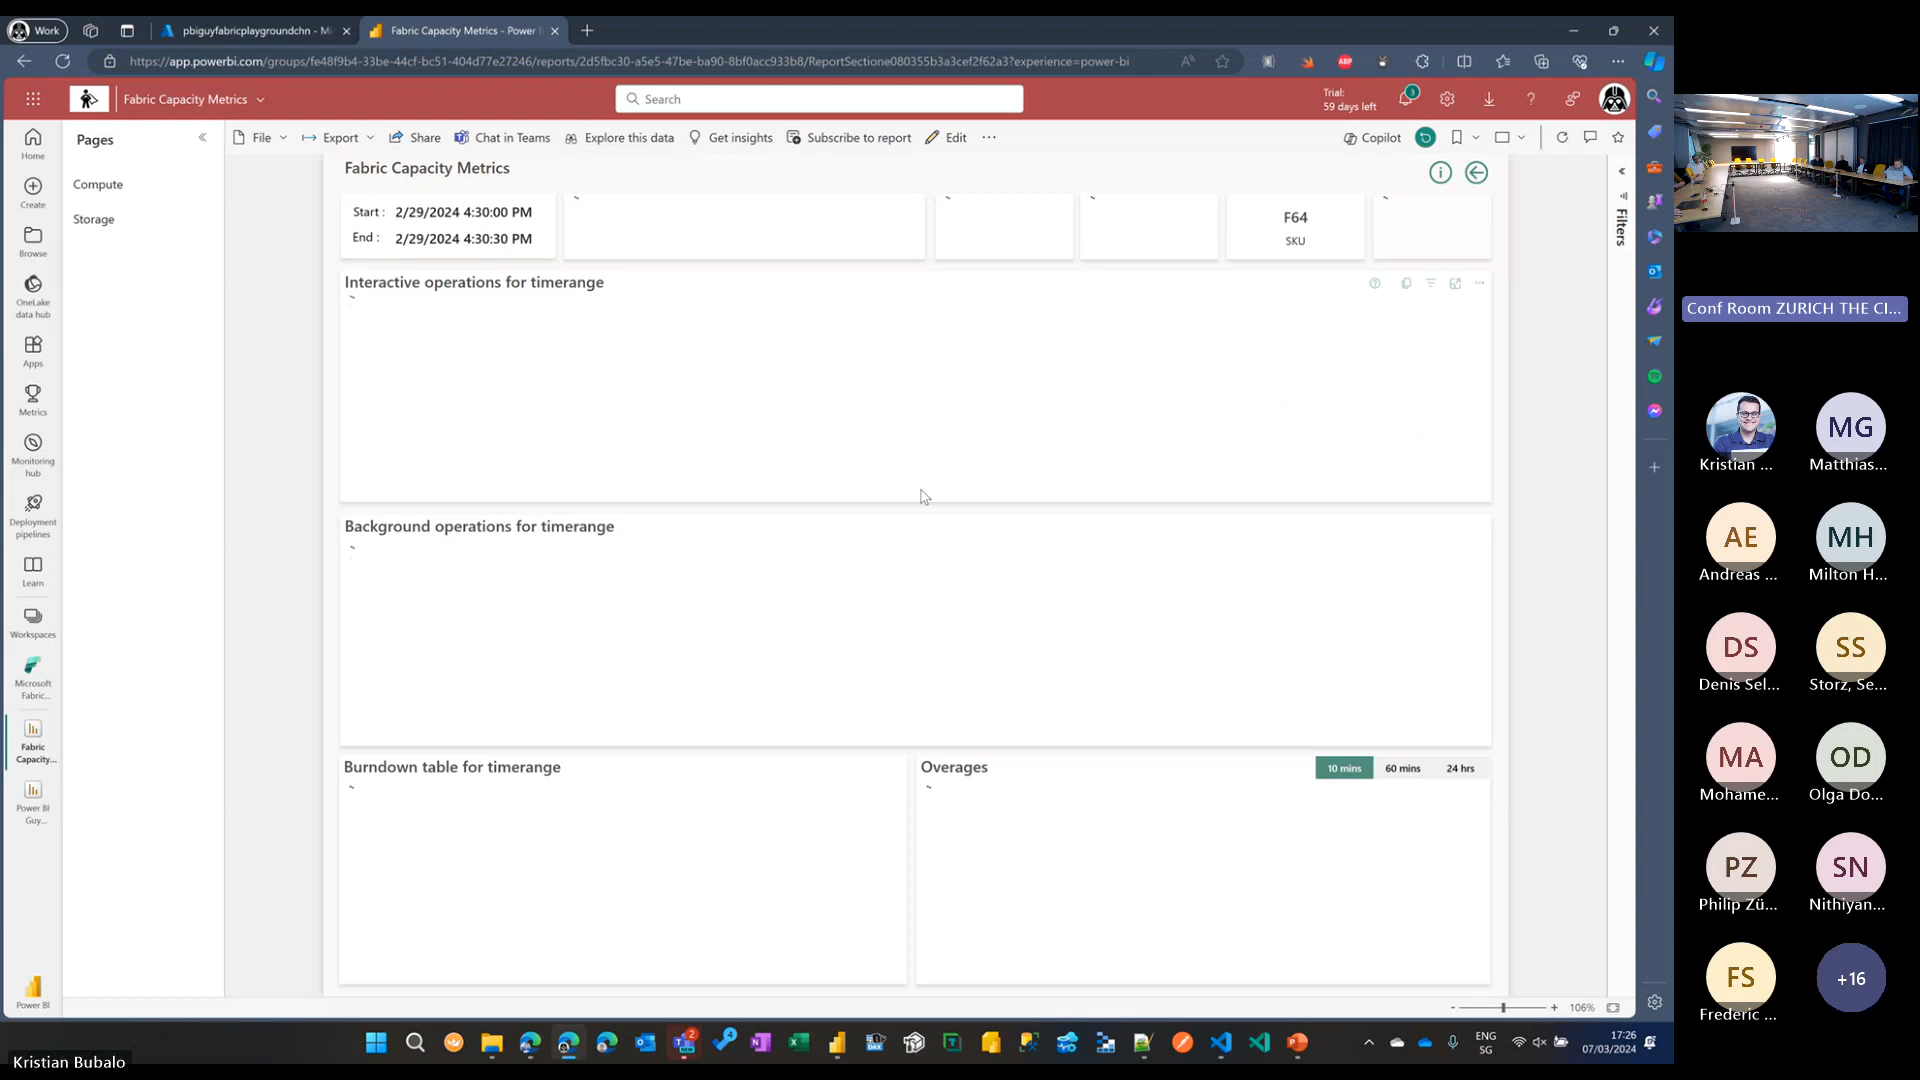 Work
pbiguyfabricplaygroundchn - Mi
Fabric Capacity Metrics - Power
https://app.powerbi.com/groups/fe48f9b4-33be-44cf-bc51-404d77e27246/reports/2d5fbc30-a5e5-47be-ba90-8bf0acc933b8/ReportSectione080355b3a3cef2f62a3?experience=power-bi
Fabric Capacity Metrics
Search
Trial:
59 days left
3
Pages
File
Export
Share
Chat in Teams
Explore this data
Get insights
Subscribe to report
Edit
Copilot
Home
Create
Browse
OneLake
data hub
Apps
Metrics
Monitoring
hub
Deployment
pipelines
Learn
Workspaces
Microsoft
Fabric...
Fabric
Capacity...
Power BI
Guy...
Power BI
Compute
Storage
Fabric Capacity Metrics
Start : 2/29/2024 4:30:00 PM
End : 2/29/2024 4:30:30 PM
F64
SKU
Filters
Interactive operations for timerange
Background operations for timerange
Burndown table for timerange
Overages
10 mins
60 mins
24 hrs
106%
ENG
SG
17:26
07/03/2024
Kristian Bubalo
Conf Room ZURICH THE CI...
Kristian ...
MG
Matthias...
AE
Andreas ...
MH
Milton H...
DS
Denis Sel...
SS
Storz, Se...
MA
Mohame...
OD
Olga Do...
PZ
Philip Zü...
SN
Nithiyan...
FS
Frederic ...
+16